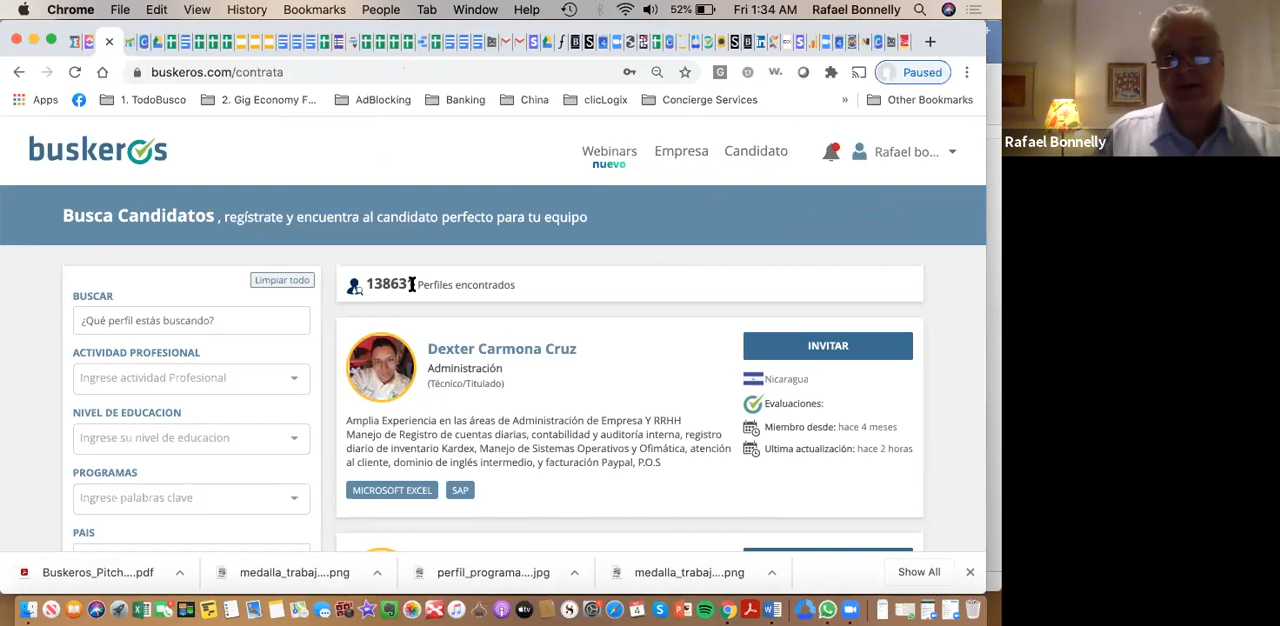 Chrome File Edit View History Bookmarks People Tab Window Help 52% Fri 1:34 AM Rafael Bonnelly
buskeros.com/contrata Paused
Apps 1. TodoBusco 2. Gig Economy F... AdBlocking Banking China clicLogix Concierge Services » Other Bookmarks
Rafael Bonnelly
buskeros
Webinars Empresa Candidato Rafael bo...
nuevo
Busca Candidatos , regístrate y encuentra al candidato perfecto para tu equipo
Limpiar todo
BUSCAR
¿Qué perfil estás buscando?
ACTIVIDAD PROFESIONAL
Ingrese actividad Profesional
NIVEL DE EDUCACION
Ingrese su nivel de educacion
PROGRAMAS
Ingrese palabras clave
PAIS
Perfiles encontrados
Dexter Carmona Cruz
Administración
(Técnico/Titulado)
Amplia Experiencia en las áreas de Administración de Empresa Y RRHH
Manejo de Registro de cuentas diarias, contabilidad y auditoría interna, registro
diario de inventario Kardex, Manejo de Sistemas Operativos y Ofimática, atención
al cliente, dominio de inglés intermedio, y facturación Paypal, P.O.S
MICROSOFT EXCEL SAP
INVITAR
Nicaragua
Evaluaciones:
Miembro desde: hace 4 meses
Ultima actualización: hace 2 horas
Buskeros_Pitch....pdf medalla_trabaj....png perfil_programa....jpg medalla_trabaj....png Show All